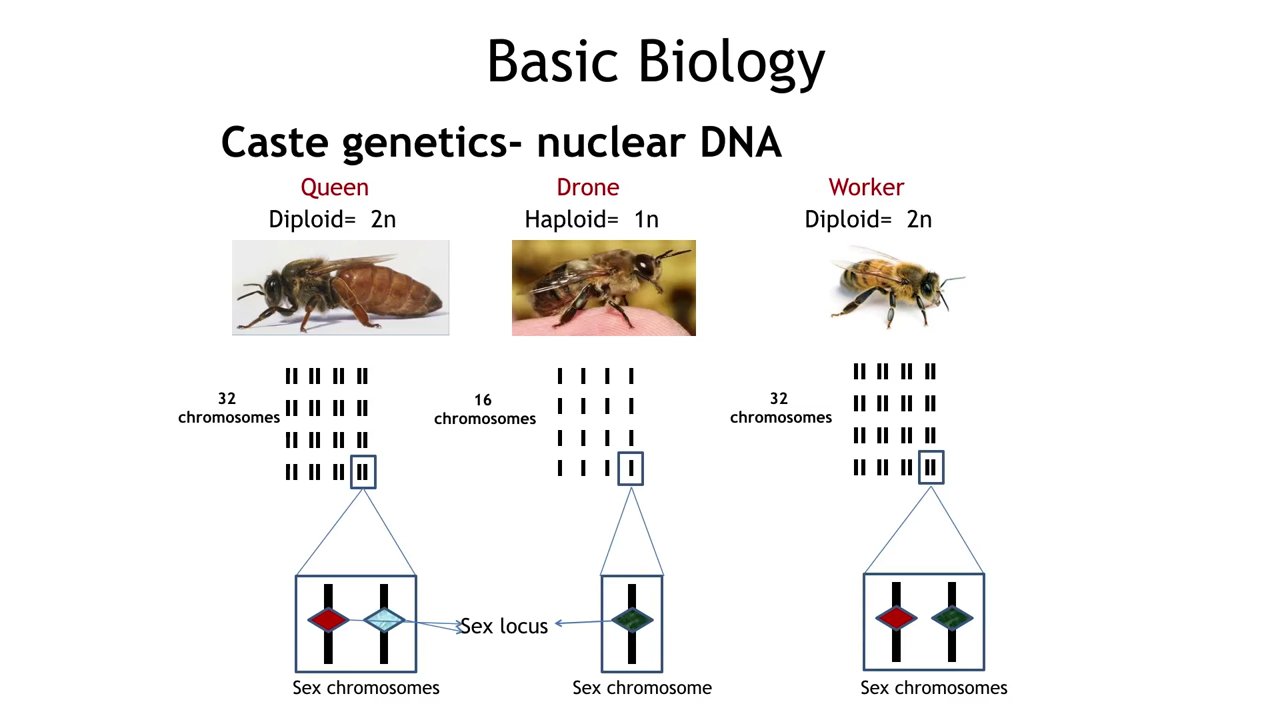 Basic Biology
Caste genetics- nuclear DNA
Queen
Diploid= 2n
Drone
Haploid= 1n
Worker
Diploid= 2n
32
chromosomes
16
chromosomes
32
chromosomes
Sex locus
Sex chromosomes
Sex chromosome
Sex chromosomes